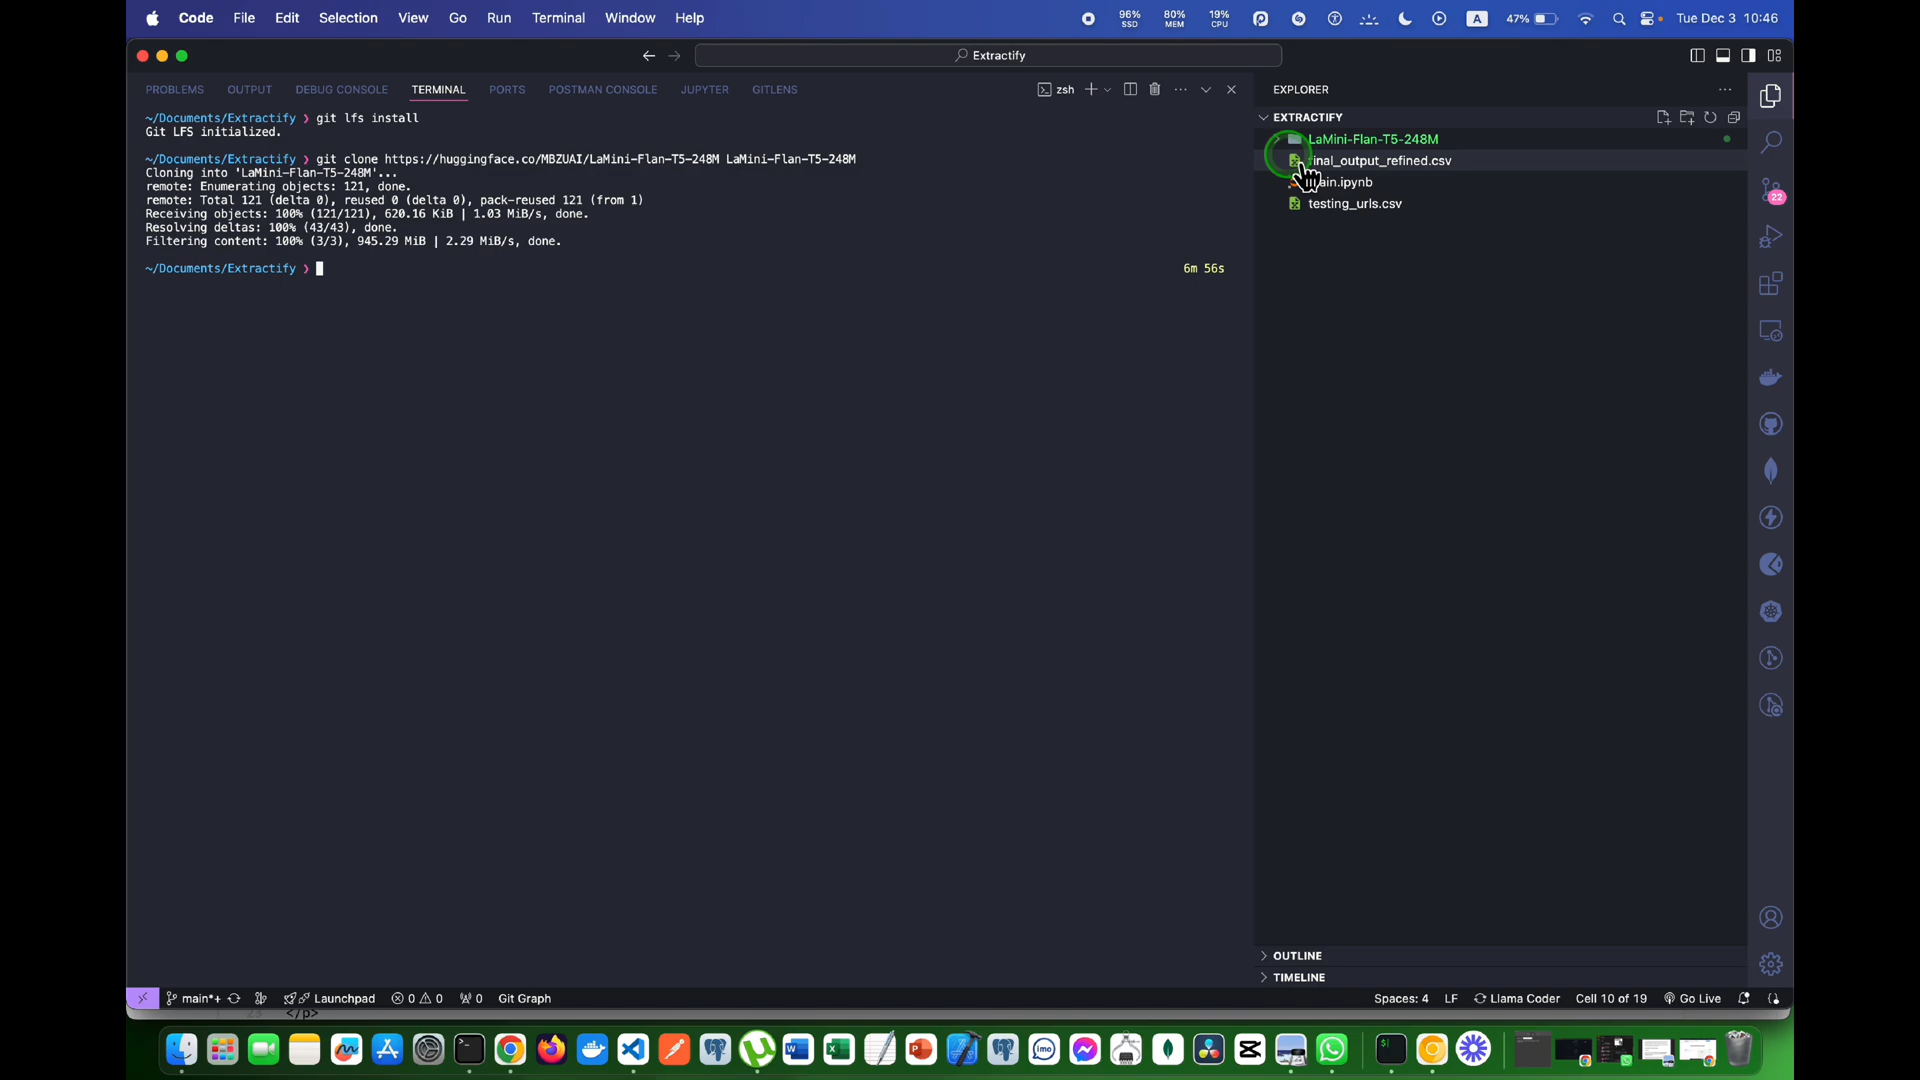 Code File Edit Selection View Go Run Terminal Window Help
96% SSD 80% MEM 19% CPU A 47% Tue Dec 3 10:46
Extractify
PROBLEMS OUTPUT DEBUG CONSOLE TERMINAL PORTS POSTMAN CONSOLE JUPYTER GITLENS
zsh
EXPLORER
~/Documents/Extractify ❯ git lfs install
Git LFS initialized.
~/Documents/Extractify ❯ git clone https://huggingface.co/MBZUAI/LaMini-Flan-T5-248M LaMini-Flan-T5-248M
Cloning into 'LaMini-Flan-T5-248M'...
remote: Enumerating objects: 121, done.
remote: Total 121 (delta 0), reused 0 (delta 0), pack-reused 121 (from 1)
Receiving objects: 100% (121/121), 620.16 KiB | 1.03 MiB/s, done.
Resolving deltas: 100% (43/43), done.
Filtering content: 100% (3/3), 945.29 MiB | 2.29 MiB/s, done.
~/Documents/Extractify ❯
6m 56s
EXTRACTIFY
LaMini-Flan-T5-248M
final_output_refined.csv
ain.ipynb
testing_urls.csv
22
OUTLINE
TIMELINE
main*+ Launchpad 0 0 0 Git Graph
Spaces: 4 LF Llama Coder Cell 10 of 19 Go Live
23 </p>